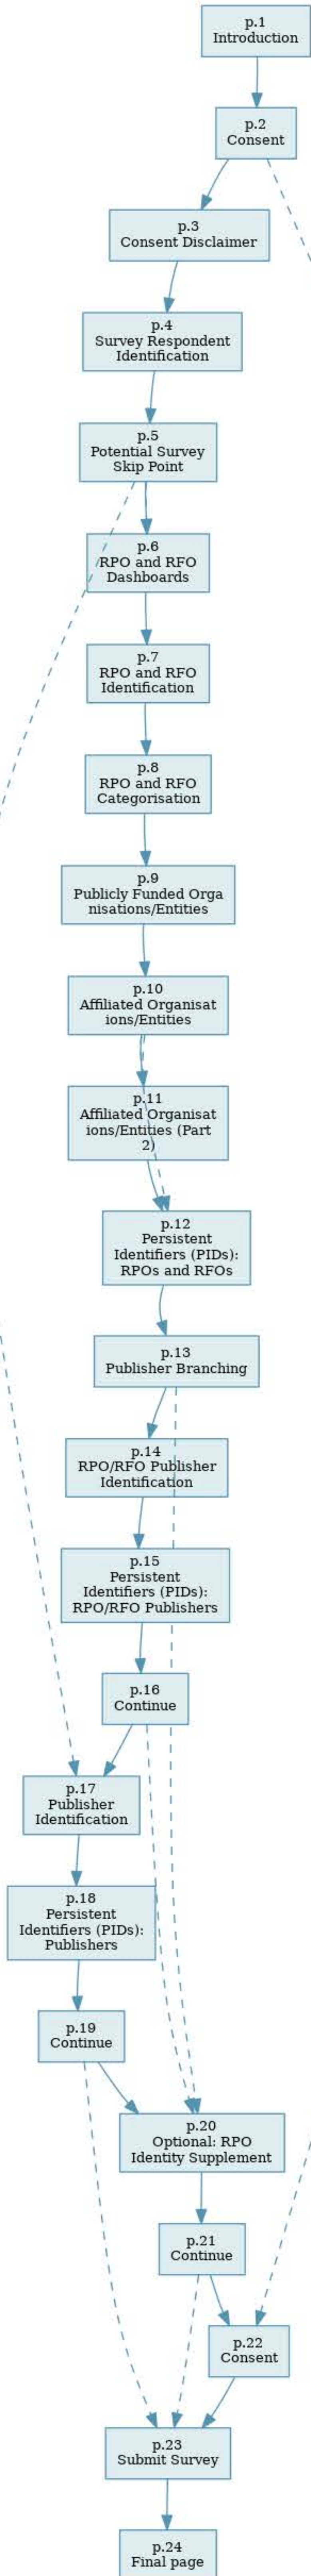 p.1
Introduction
p.2
Consent
p.3
Consent Disclaimer
p.4
Survey Respondent
Identification
p.5
Potential Survey
Skip Point
p.6
RPO and RFO
Dashboards
p.7
RPO and RFO
Identification
p.8
RPO and RFO
Categorisation
p.9
Publicly Funded Orga
nisations/Entities
p.10
Affiliated Organisat
ions/Entities
p.11
Affiliated Organisat
ions/Entities (Part
2)
p.12
Persistent
Identifiers (PIDs):
RPOs and RFOs
p.13
Publisher Branching
p.14
RPO/RFO Publisher
Identification
p.15
Persistent
Identifiers (PIDs):
RPO/RFO Publishers
p.16
Continue
p.17
Publisher
Identification
p.18
Persistent
Identifiers (PIDs):
Publishers
p.19
Continue
p.20
Optional: RPO
Identity Supplement
p.21
Continue
p.22
Consent
p.23
Submit Survey
p.24
Final page